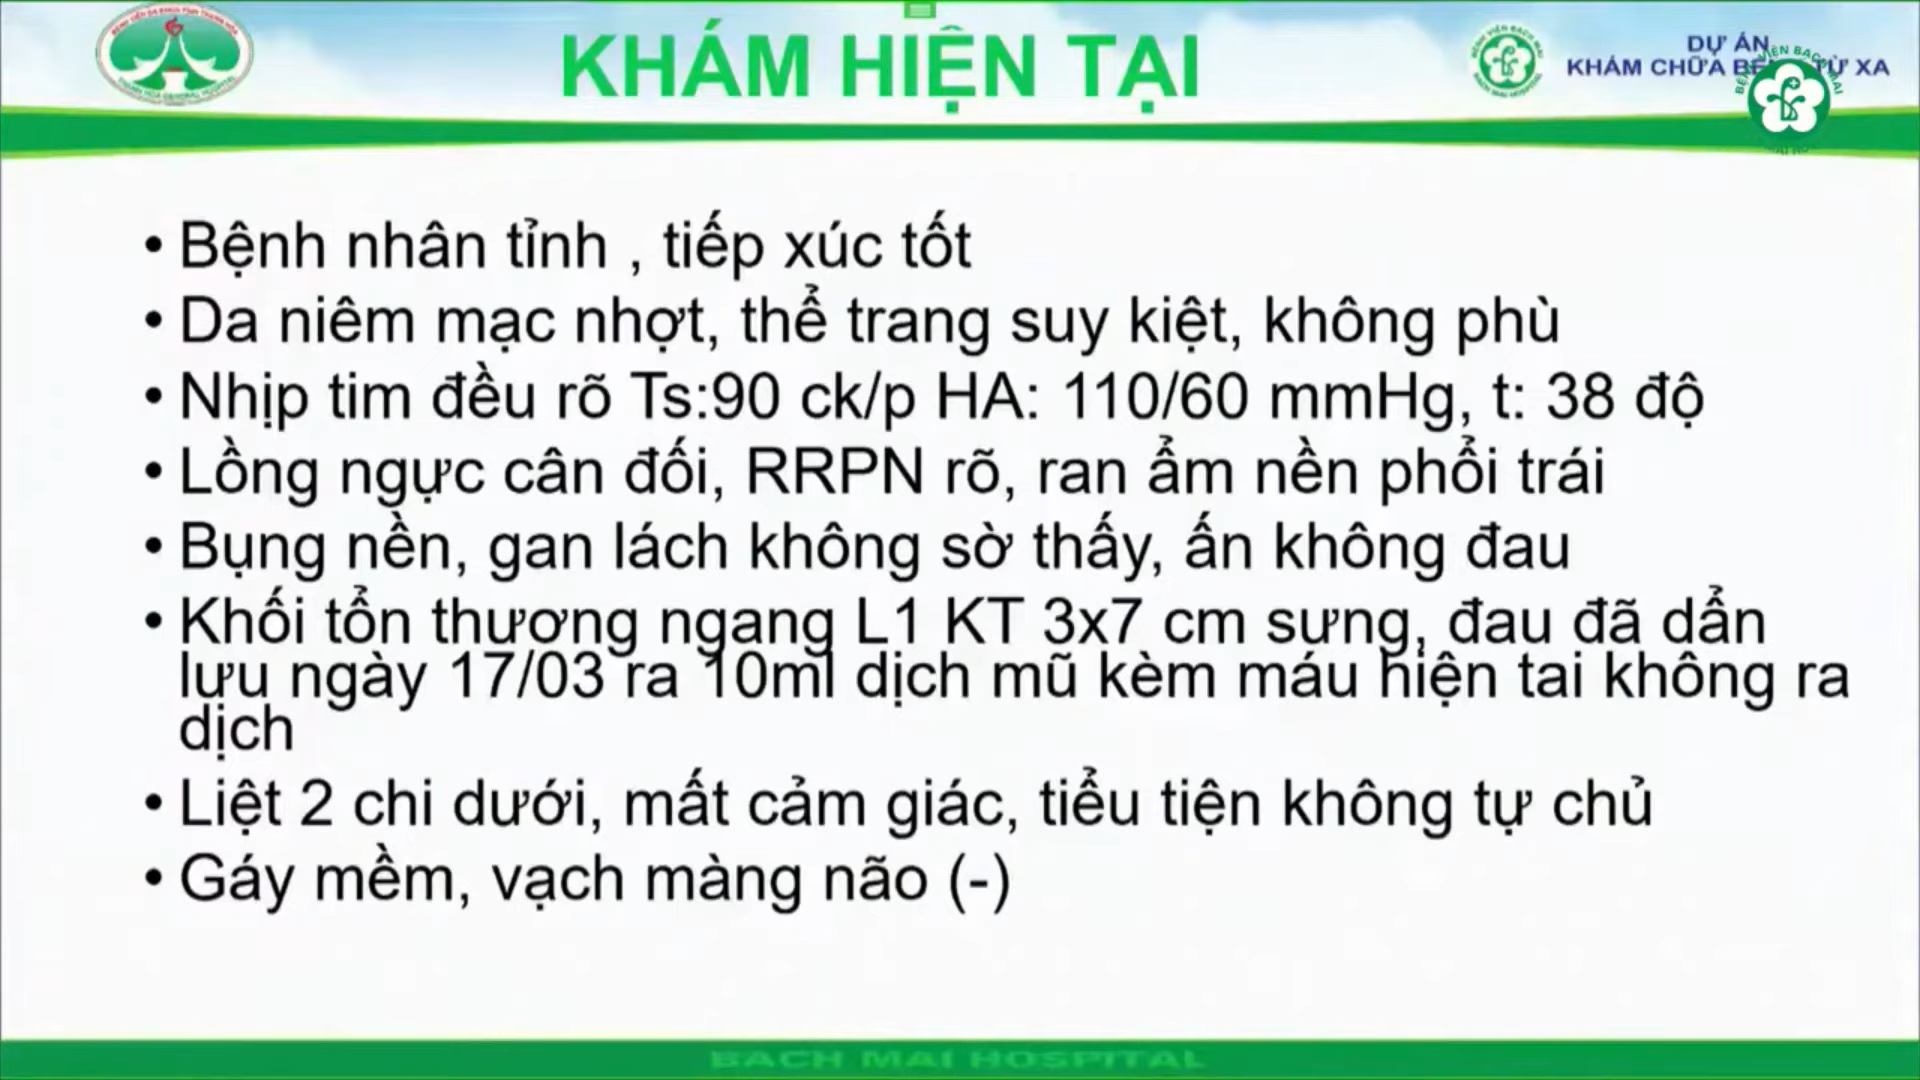 KHÁM HIỆN TẠI
DỰ ÁN
KHÁM CHỮA BỆNH TỪ XA
• Bệnh nhân tỉnh , tiếp xúc tốt
• Da niêm mạc nhợt, thể trang suy kiệt, không phù
• Nhịp tim đều rõ Ts:90 ck/p HA: 110/60 mmHg, t: 38 độ
• Lồng ngực cân đối, RRPN rõ, ran ẩm nền phổi trái
• Bụng nền, gan lách không sờ thấy, ấn không đau
• Khối tổn thương ngang L1 KT 3x7 cm sưng, đau đã dẩn
lưu ngày 17/03 ra 10ml dịch mũ kèm máu hiện tai không ra
dịch
• Liệt 2 chi dưới, mất cảm giác, tiểu tiện không tự chủ
• Gáy mềm, vạch màng não (-)
BACH MAI HOSPITAL